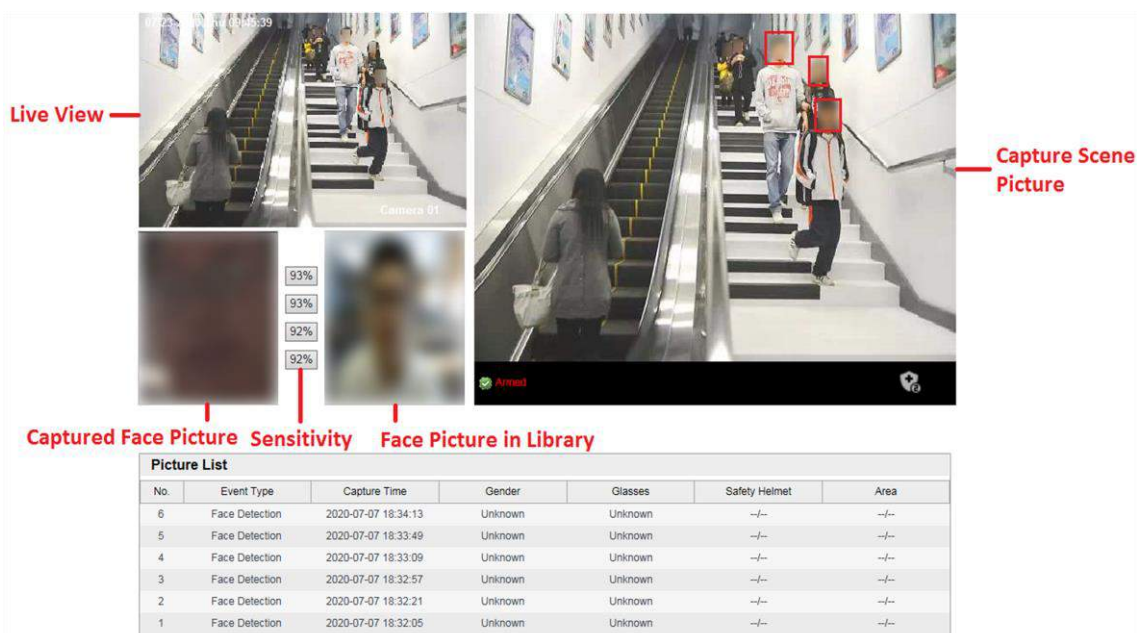 Live View
Camera 01
Capture Scene
Picture
93%
93%
92%
92%
Armed
Captured Face Picture
Sensitivity
Face Picture in Library
Picture List
No. Event Type Capture Time Gender Glasses Safety Helmet Area
6 Face Detection 2020-07-07 18:34:13 Unknown Unknown --/-- --/--
5 Face Detection 2020-07-07 18:33:49 Unknown Unknown --/-- --/--
4 Face Detection 2020-07-07 18:33:09 Unknown Unknown --/-- --/--
3 Face Detection 2020-07-07 18:32:57 Unknown Unknown --/-- --/--
2 Face Detection 2020-07-07 18:32:21 Unknown Unknown --/-- --/--
1 Face Detection 2020-07-07 18:32:05 Unknown Unknown --/-- --/--